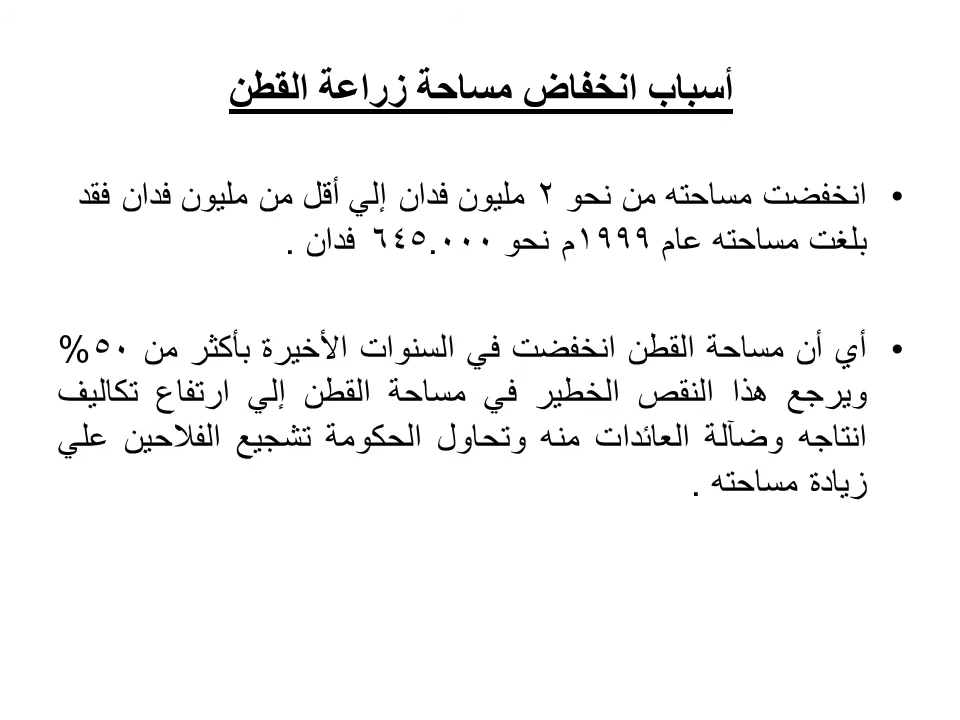 أسباب انخفاض مساحة زراعة القطن
• انخفضت مساحته من نحو ٢ مليون فدان إلي أقل من مليون فدان فقد
بلغت مساحته عام ١٩٩٩م نحو ٦٤٥.٠٠٠ فدان .
• أي أن مساحة القطن انخفضت في السنوات الأخيرة بأكثر من ٥٠%
ويرجع هذا النقص الخطير في مساحة القطن إلي ارتفاع تكاليف
انتاجه وضآلة العائدات منه وتحاول الحكومة تشجيع الفلاحين علي
زيادة مساحته .